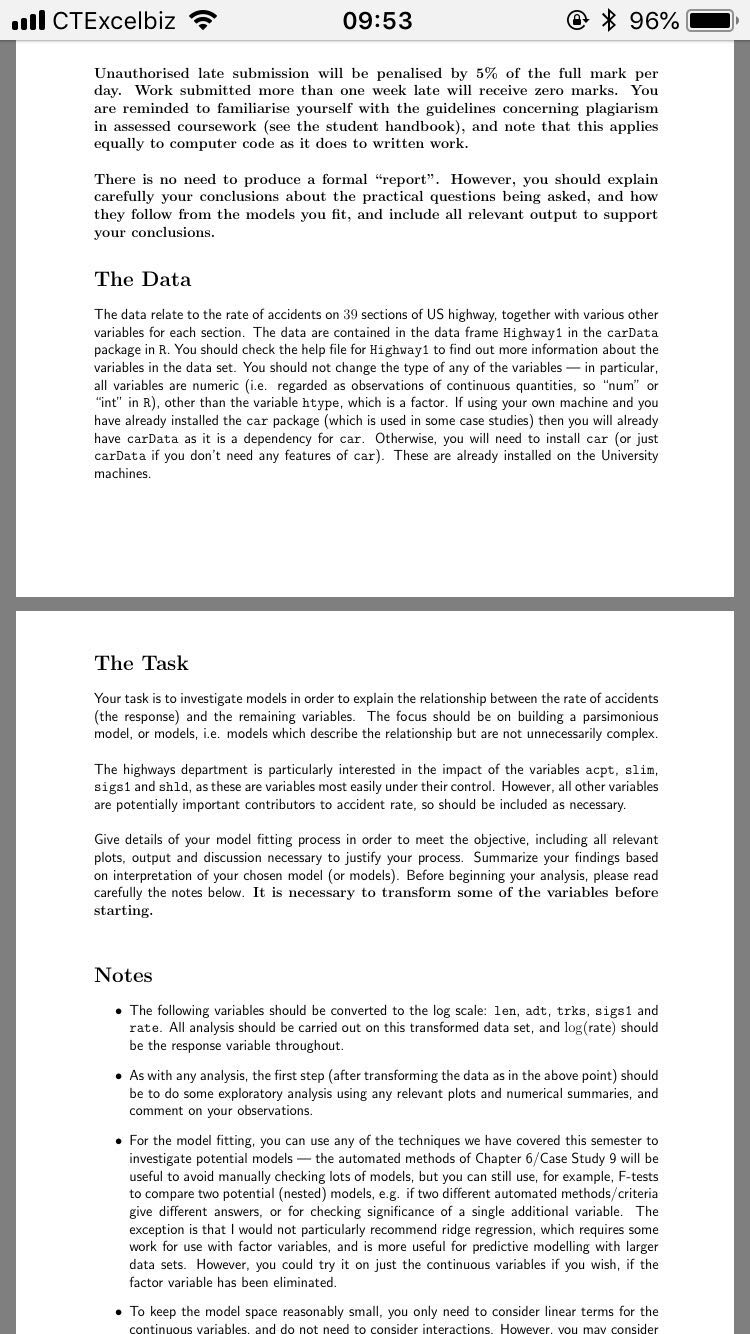 CTExcelbiz 09:53 96%
Unauthorised late submission will be penalised by 5% of the full mark per
day. Work submitted more than one week late will receive zero marks. You
are reminded to familiarise yourself with the guidelines concerning plagiarism
in assessed coursework (see the student handbook), and note that this applies
equally to computer code as it does to written work.
There is no need to produce a formal “report”. However, you should explain
carefully your conclusions about the practical questions being asked, and how
they follow from the models you fit, and include all relevant output to support
your conclusions.
The Data
The data relate to the rate of accidents on 39 sections of US highway, together with various other
variables for each section. The data are contained in the data frame Highway1 in the carData
package in R. You should check the help file for Highway1 to find out more information about the
variables in the data set. You should not change the type of any of the variables — in particular,
all variables are numeric (i.e. regarded as observations of continuous quantities, so “num” or
“int” in R), other than the variable htype, which is a factor. If using your own machine and you
have already installed the car package (which is used in some case studies) then you will already
have carData as it is a dependency for car. Otherwise, you will need to install car (or just
carData if you don't need any features of car). These are already installed on the University
machines.
The Task
Your task is to investigate models in order to explain the relationship between the rate of accidents
(the response) and the remaining variables. The focus should be on building a parsimonious
model, or models, i.e. models which describe the relationship but are not unnecessarily complex.
The highways department is particularly interested in the impact of the variables acpt, slim,
sigs1 and shld, as these are variables most easily under their control. However, all other variables
are potentially important contributors to accident rate, so should be included as necessary.
Give details of your model fitting process in order to meet the objective, including all relevant
plots, output and discussion necessary to justify your process. Summarize your findings based
on interpretation of your chosen model (or models). Before beginning your analysis, please read
carefully the notes below. It is necessary to transform some of the variables before
starting.
Notes
• The following variables should be converted to the log scale: len, adt, trks, sigs1 and
rate. All analysis should be carried out on this transformed data set, and log(rate) should
be the response variable throughout.
• As with any analysis, the first step (after transforming the data as in the above point) should
be to do some exploratory analysis using any relevant plots and numerical summaries, and
comment on your observations.
• For the model fitting, you can use any of the techniques we have covered this semester to
investigate potential models — the automated methods of Chapter 6/Case Study 9 will be
useful to avoid manually checking lots of models, but you can still use, for example, F-tests
to compare two potential (nested) models, e.g. if two different automated methods/criteria
give different answers, or for checking significance of a single additional variable. The
exception is that I would not particularly recommend ridge regression, which requires some
work for use with factor variables, and is more useful for predictive modelling with larger
data sets. However, you could try it on just the continuous variables if you wish, if the
factor variable has been eliminated.
• To keep the model space reasonably small, you only need to consider linear terms for the
continuous variables, and do not need to consider interactions. However, you may consider